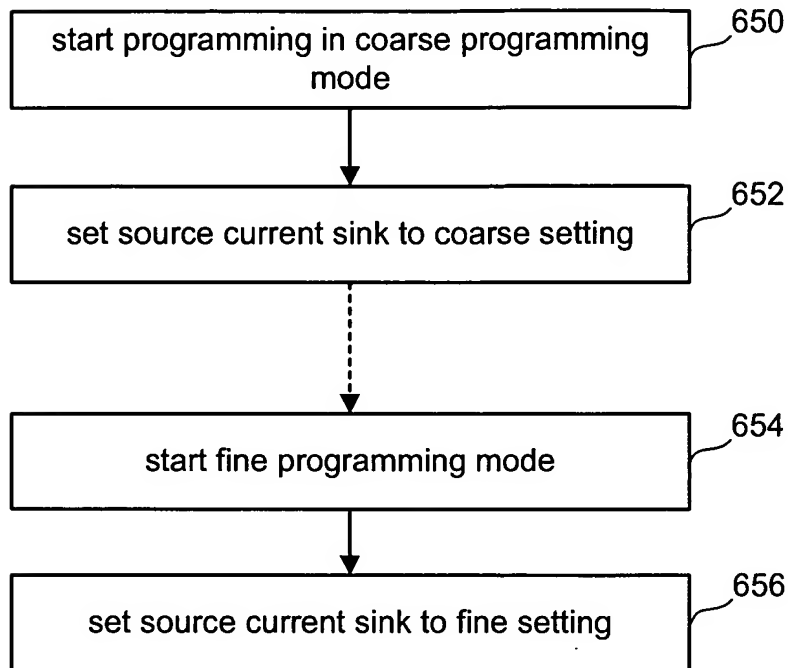 start programming in coarse programming
mode
650
set source current sink to coarse setting
652
start fine programming mode
654
set source current sink to fine setting
656